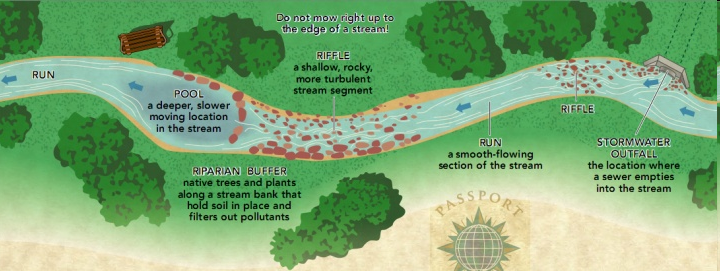 Do not mow right up to
the edge of a stream!
RUN
POOL
a deeper, slower
moving location
in the stream
RIFFLE
a shallow, rocky,
more turbulent
stream segment
RIFFLE
RUN
a smooth-flowing
section of the stream
STORMWATER
OUTFALL
the location where
a sewer empties
into the stream
RIPARIAN BUFFER
native trees and plants
along a stream bank that
hold soil in place and
filters out pollutants
PASSPORT